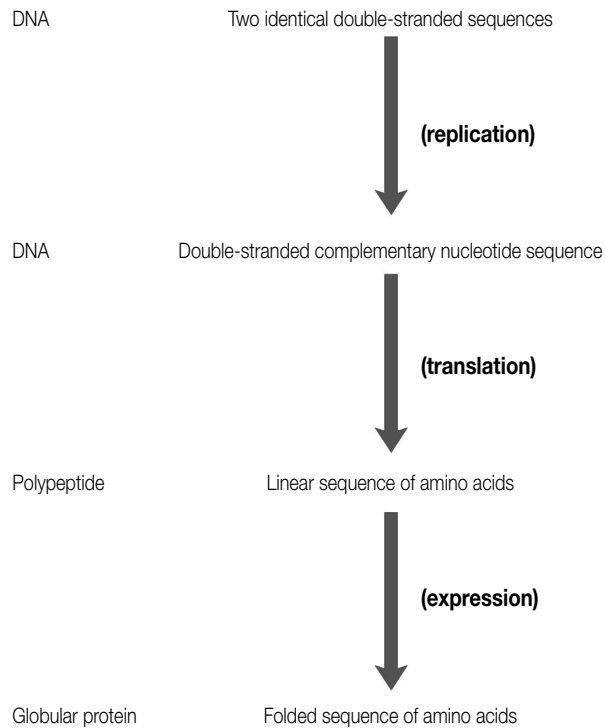 DNA Two identical double-stranded sequences
(replication)
DNA Double-stranded complementary nucleotide sequence
(translation)
Polypeptide Linear sequence of amino acids
(expression)
Globular protein Folded sequence of amino acids